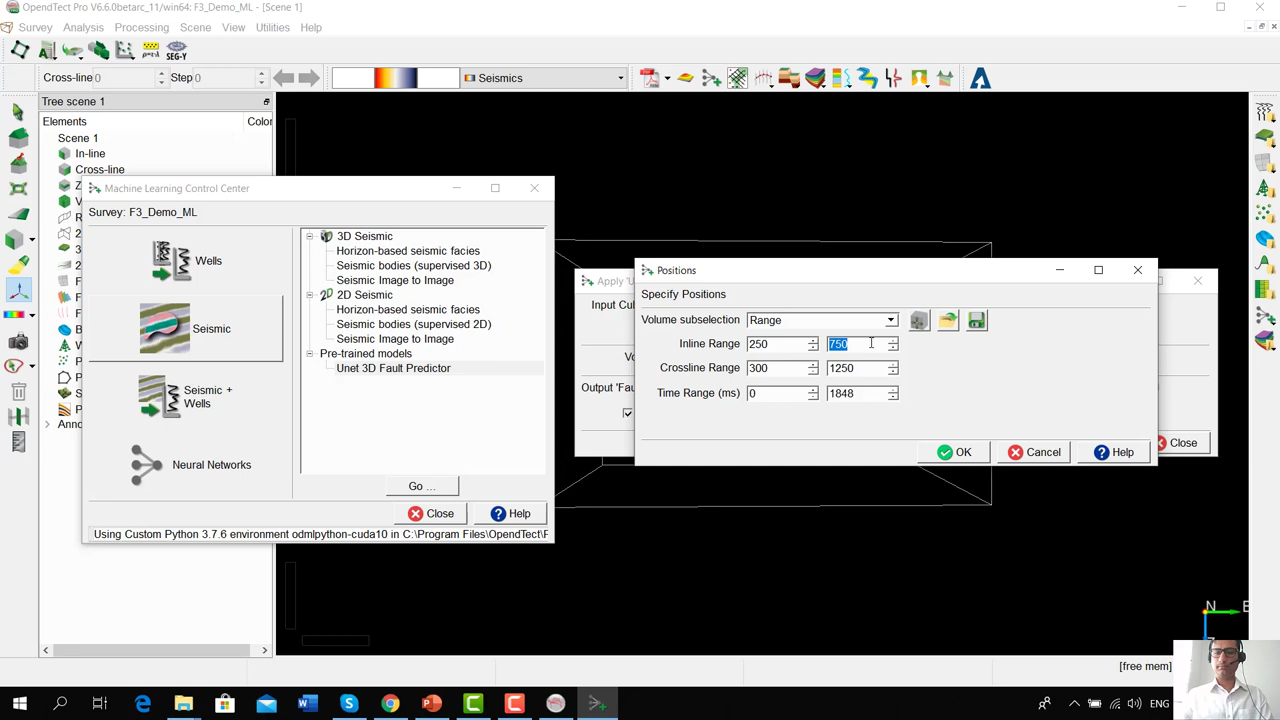 OpendTect Pro V6.6.0betarc_11/win64: F3_Demo_ML - [Scene 1]
Survey Analysis Processing Scene View Utilities Help
SEG-Y
Cross-line 0 Step 0 Seismics
Tree scene 1
Elements Color
Scene 1
In-line
Cross-line
Machine Learning Control Center
Survey: F3_Demo_ML
Wells
Seismic
Seismic + Wells
Neural Networks
3D Seismic
Horizon-based seismic facies
Seismic bodies (supervised 3D)
Seismic Image to Image
2D Seismic
Horizon-based seismic facies
Seismic bodies (supervised 2D)
Seismic Image to Image
Pre-trained models
Unet 3D Fault Predictor
Go ...
Close Help
Using Custom Python 3.7.6 environment odmlpython-cuda10 in C:\Program Files\OpendTect\F
Apply 'U
Input Cu
Output 'Fau
Close
Positions
Specify Positions
Volume subselection Range
Inline Range 250 750
Crossline Range 300 1250
Time Range (ms) 0 1848
OK Cancel Help
Anno
N
E
[free mem]
ENG